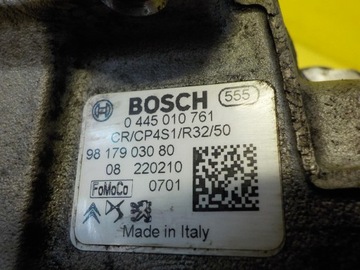 BOSCH 555
0 445 010 761
CR/CP4S1/R32/50
98 179 030 80
08 220210
FoMoCo 0701
Made in Italy